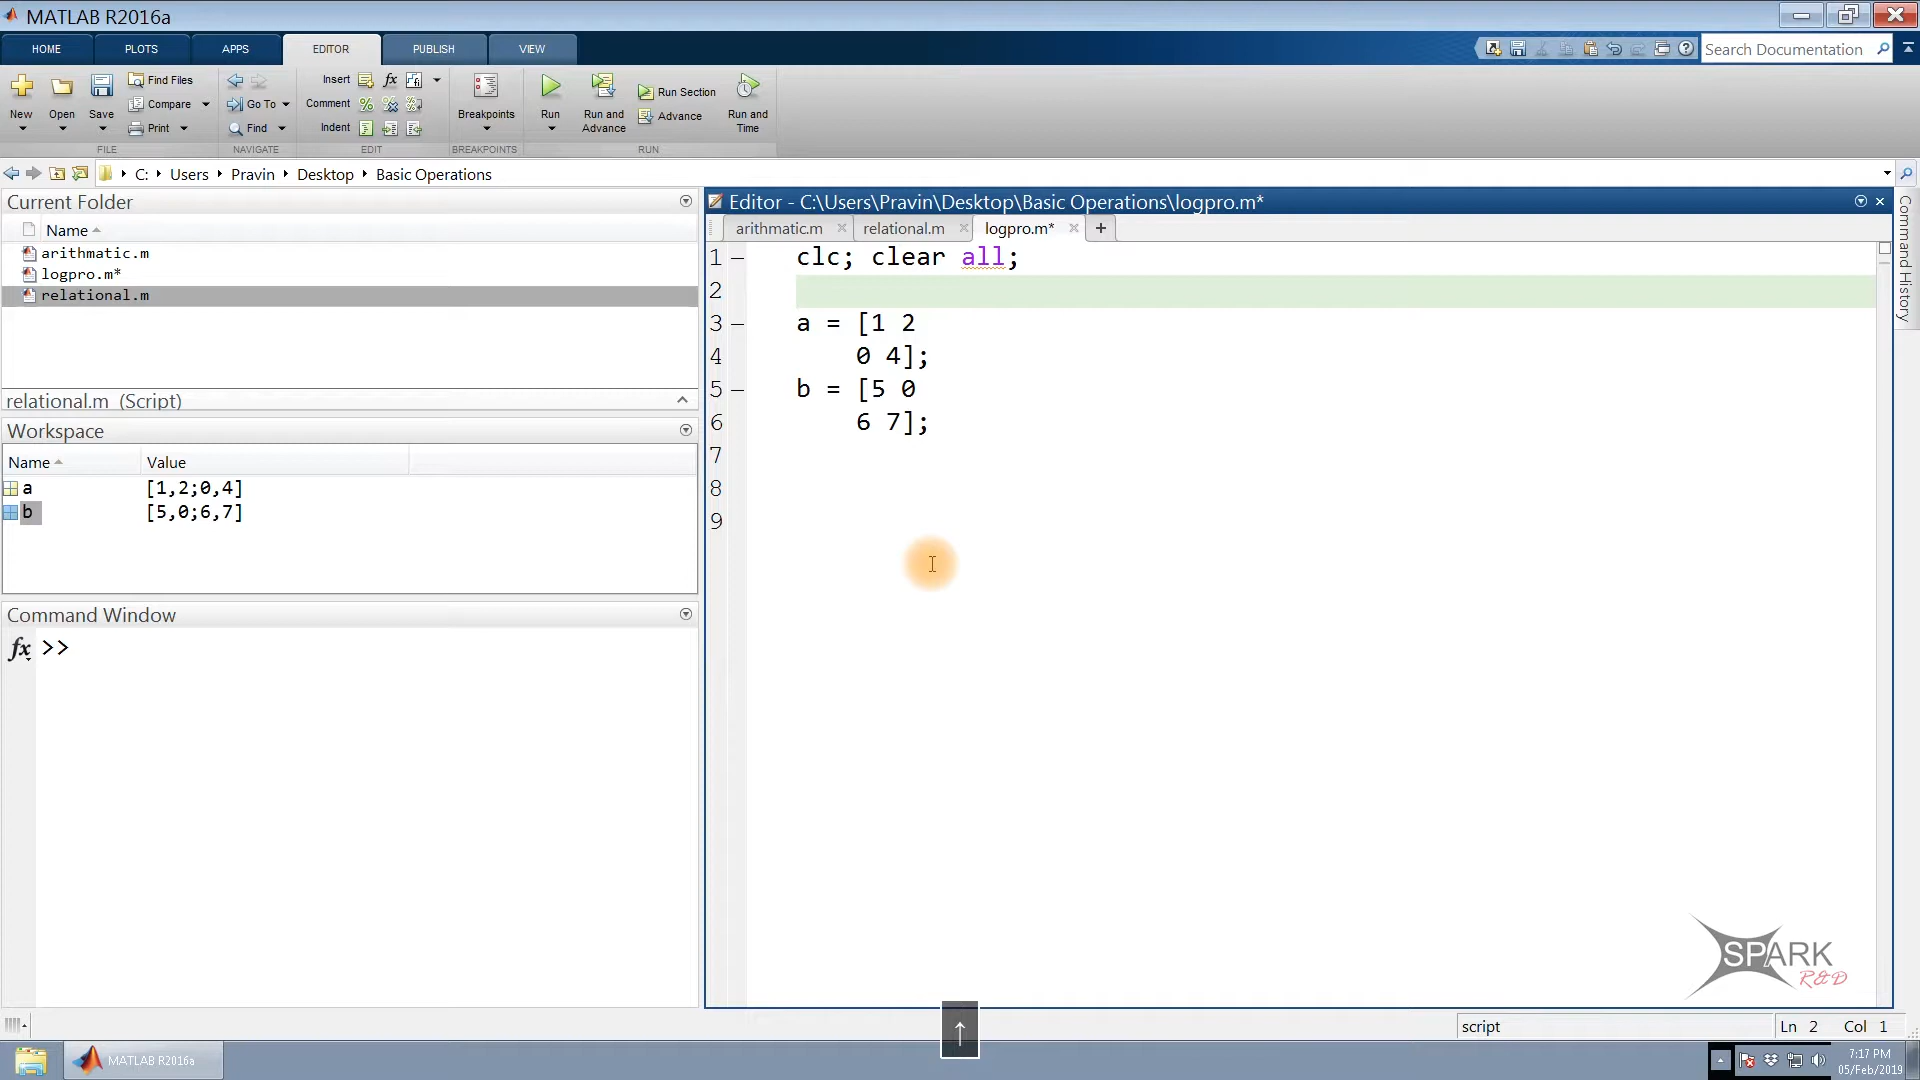 MATLAB R2016a
HOME PLOTS APPS EDITOR PUBLISH VIEW
Search Documentation
New Open Save Find Files Compare Print
FILE
Go To Find
NAVIGATE
Insert fx
Comment
Indent
EDIT
Breakpoints
BREAKPOINTS
Run Run and Advance Run Section Advance Run and Time
RUN
C: Users Pravin Desktop Basic Operations
Current Folder
Name
arithmatic.m
logpro.m*
relational.m
relational.m (Script)
Workspace
Name Value
a [1,2;0,4]
b [5,0;6,7]
Command Window
fx >>
Editor - C:\Users\Pravin\Desktop\Basic Operations\logpro.m*
arithmatic.m relational.m logpro.m* +
1 clc; clear all;
2
3 a = [1 2
4 0 4];
5 b = [5 0
6 6 7];
7
8
9
Command History
SPARK
R&D
↑
script Ln 2 Col 1
MATLAB R2016a
7:17 PM
05/Feb/2019